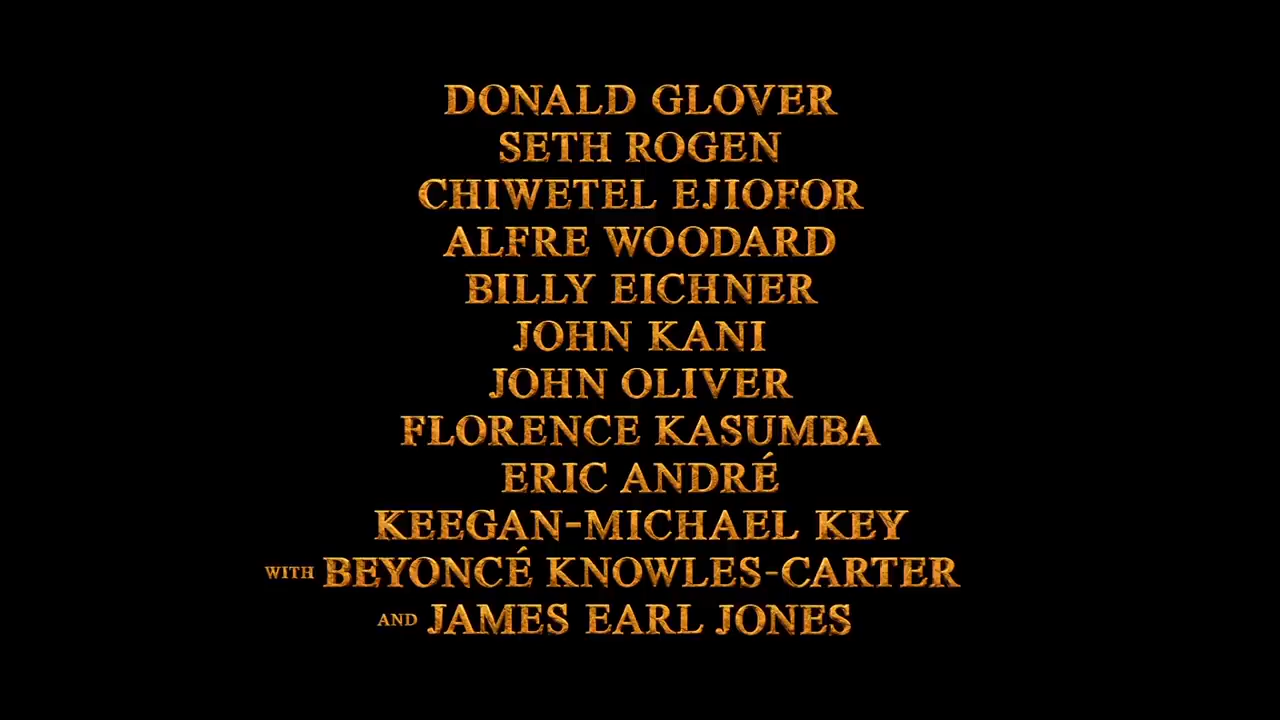 DONALD GLOVER
SETH ROGEN
CHIWETEL EJIOFOR
ALFRE WOODARD
BILLY EICHNER
JOHN KANI
JOHN OLIVER
FLORENCE KASUMBA
ERIC ANDRÉ
KEEGAN-MICHAEL KEY
WITH BEYONCÉ KNOWLES-CARTER
AND JAMES EARL JONES